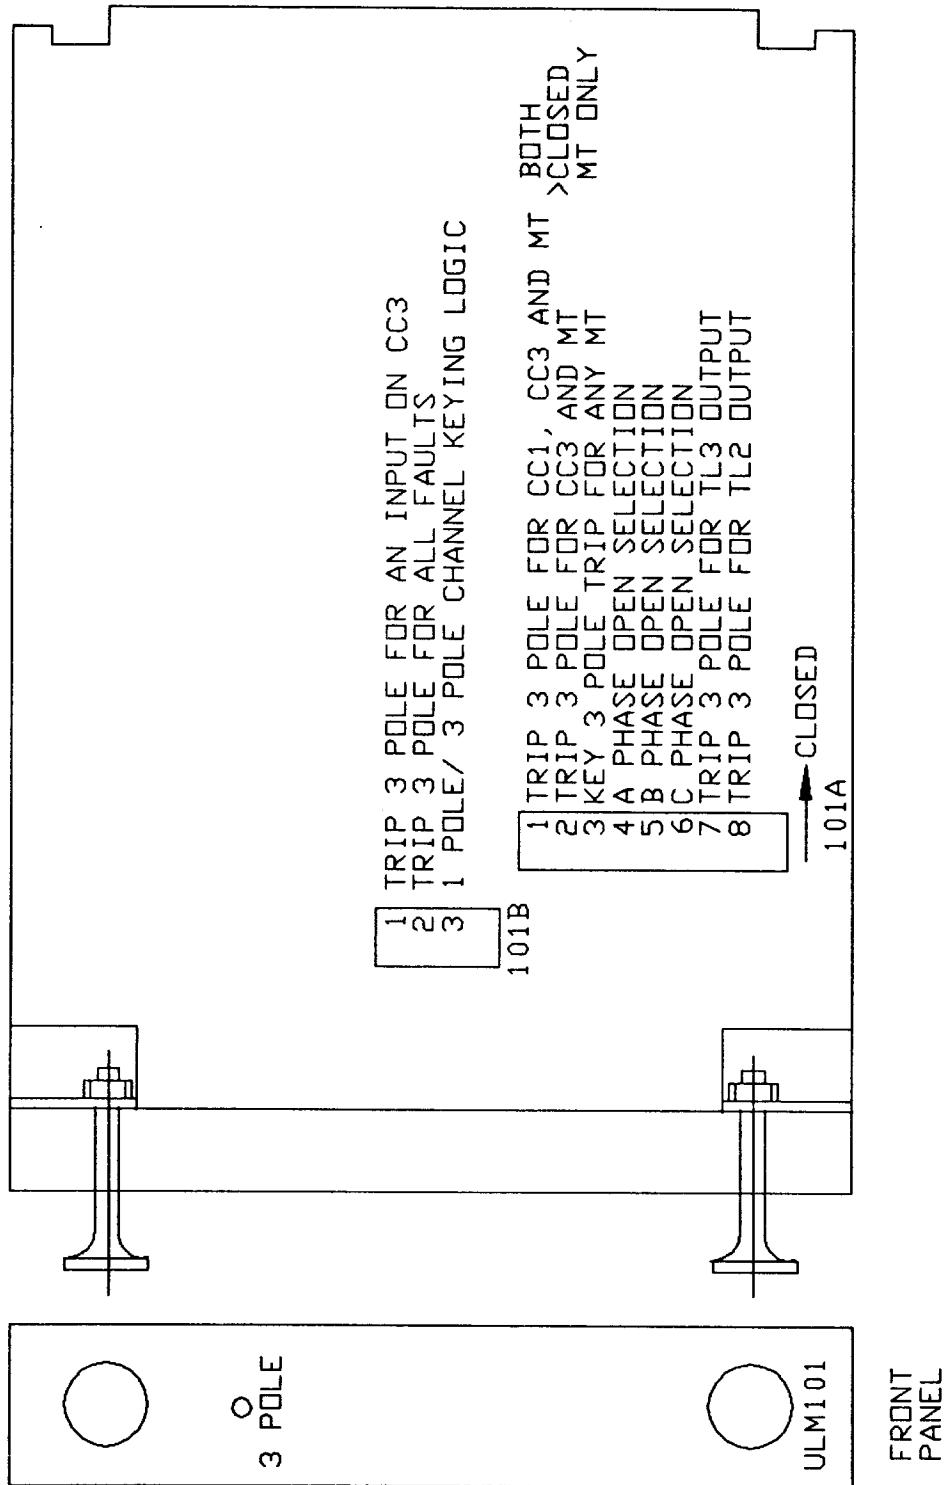 1 TRIP 3 POLE FOR AN INPUT ON CC3
2 TRIP 3 POLE FOR ALL FAULTS
3 1 POLE/ 3 POLE CHANNEL KEYING LOGIC
101B
1 TRIP 3 POLE FOR CC1, CC3 AND MT
2 TRIP 3 POLE FOR CC3 AND MT
3 KEY 3 POLE TRIP FOR ANY MT
4 A PHASE OPEN SELECTION
5 B PHASE OPEN SELECTION
6 C PHASE OPEN SELECTION
7 TRIP 3 POLE FOR TL3 OUTPUT
8 TRIP 3 POLE FOR TL2 OUTPUT
BOTH
>CLOSED
MT ONLY
CLOSED
101A
3 POLE
ULM101
FRONT
PANEL